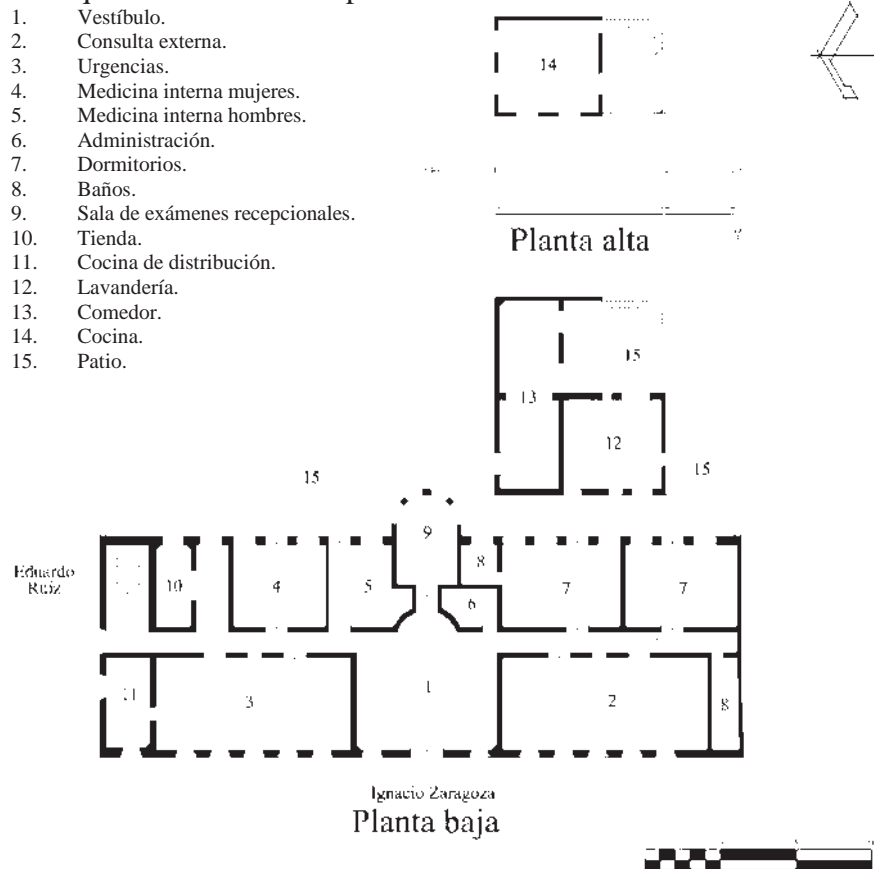 1. Vestíbulo.
2. Consulta externa.
3. Urgencias.
4. Medicina interna mujeres.
5. Medicina interna hombres.
6. Administración.
7. Dormitorios.
8. Baños.
9. Sala de exámenes recepcionales.
10. Tienda.
11. Cocina de distribución.
12. Lavandería.
13. Comedor.
14. Cocina.
15. Patio.
14
Planta alta
15
13
12
15
15
9
8
10
4
5
6
7
7
Eduardo
Ruiz
11
3
1
2
8
Ignacio Zaragoza
Planta baja